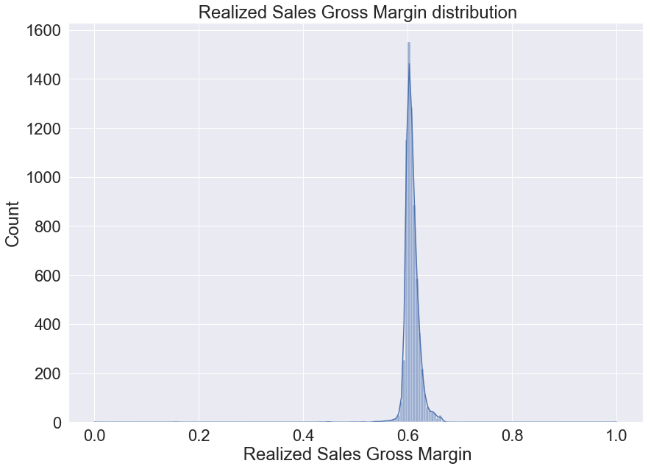 Realized Sales Gross Margin distribution
1600
1400
1200
1000
800
600
400
200
0
Count
0.0 0.2 0.4 0.6 0.8 1.0
Realized Sales Gross Margin